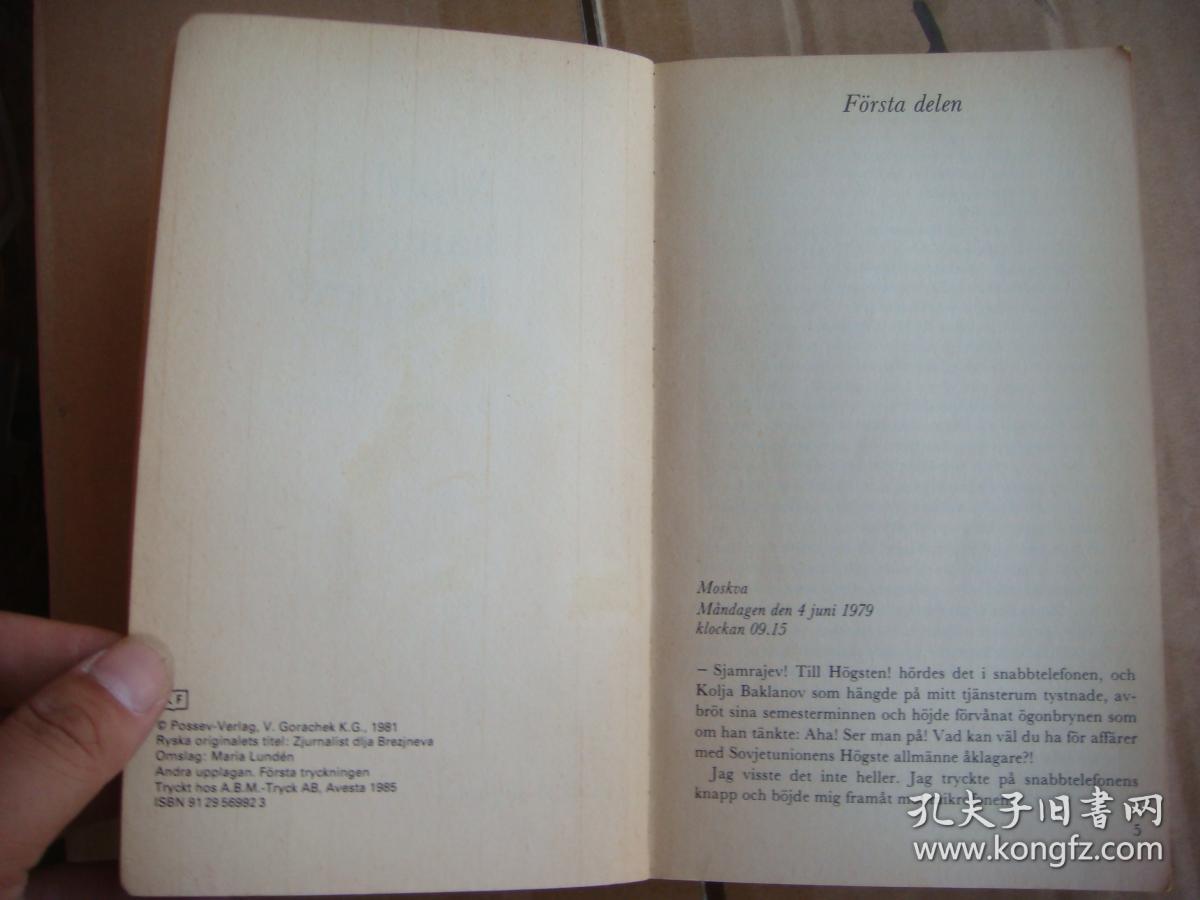 F
© Possev-Verlag, V. Gorachek K.G., 1981
Ryska originalets titel: Zjurnalist dlja Brezjneva
Omslag: Maria Lundén
Andra upplagan. Första tryckningen
Tryckt hos A.B.M.-Tryck AB, Avesta 1985
ISBN 91 29 56992 3
Första delen
Moskva
Måndagen den 4 juni 1979
klockan 09.15
– Sjamrajev! Till Högsten! hördes det i snabbtelefonen, och
Kolja Baklanov som hängde på mitt tjänsterum tystnade, av-
bröt sina semesterminnen och höjde förvånat ögonbrynen som
om han tänkte: Aha! Ser man på! Vad kan väl du ha för affärer
med Sovjetunionens Högste allmänne åklagare?!
Jag visste det inte heller. Jag tryckte på snabbtelefonens
knapp och böjde mig framåt
5
孔夫子旧书网
www.kongfz.com